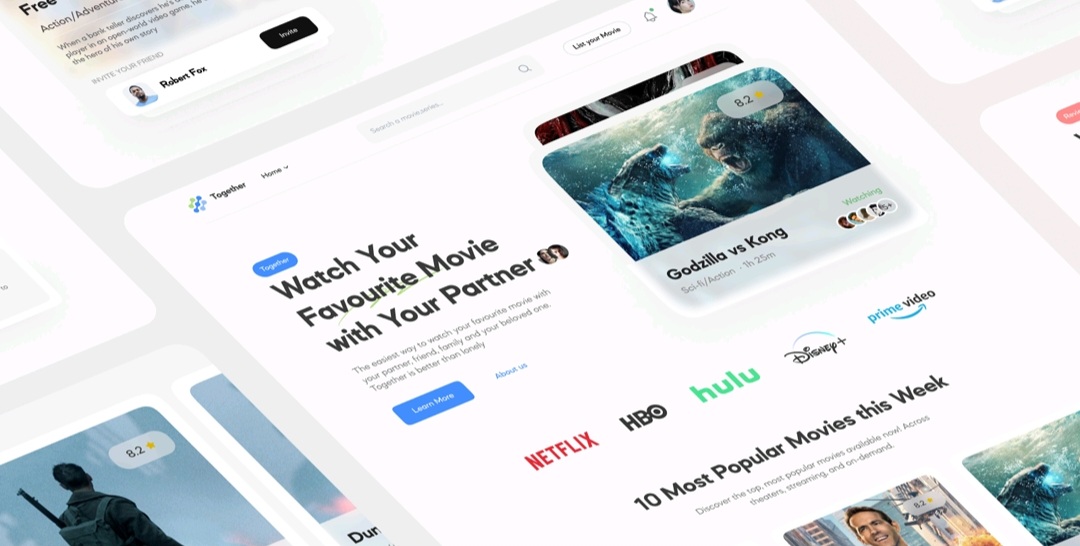 Free
Action/Adventure
When a bank teller discovers he's a
player in an open-world video game, he
the hero of his own story
INVITE YOUR FRIEND
Robert Fox
Invite
Together
Home
Search a movie,series..
List your Movie
Together
Watch Your
Favourite Movie
with Your Partner
The easiest way to watch your favourite movie with
your partner, friend, family and your beloved one.
Together is better than lonely
Learn More
About us
8.2
Godzilla vs Kong
Sci-fi/Action · 1h 25m
Watching
NETFLIX
HBO
hulu
Disney+
prime video
10 Most Popular Movies this Week
Discover the top, most popular movies available now! Across
theaters, streaming, and on-demand.
8.2
8.2
to